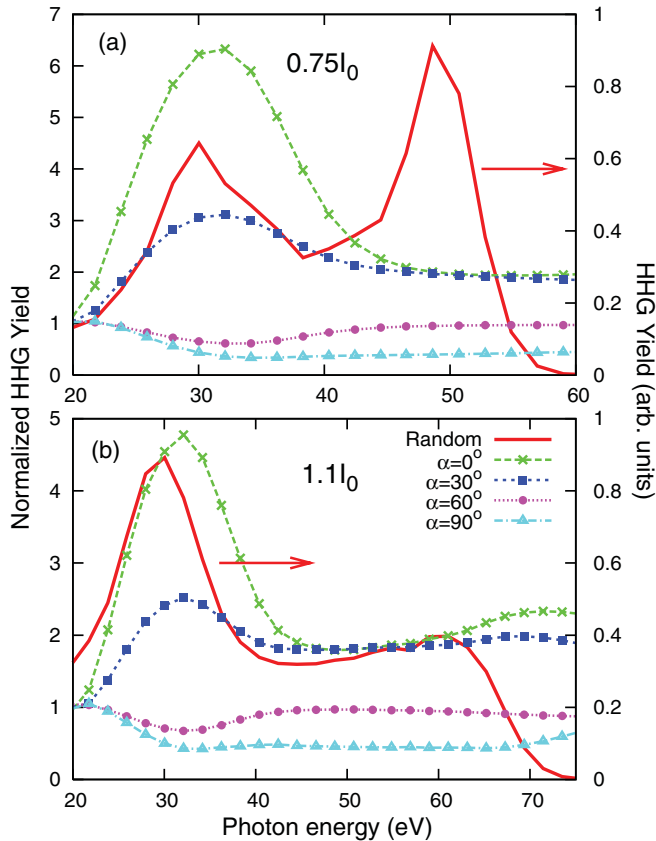 Normalized HHG Yield
HHG Yield (arb. units)
(a)
0.75I₀
7
6
5
4
3
2
1
0
1
0.8
0.6
0.4
0.2
0
20 30 40 50 60
(b)
1.1I₀
Random
α=0°
α=30°
α=60°
α=90°
5
4
3
2
1
0
1
0.8
0.6
0.4
0.2
0
20 30 40 50 60 70
Photon energy (eV)